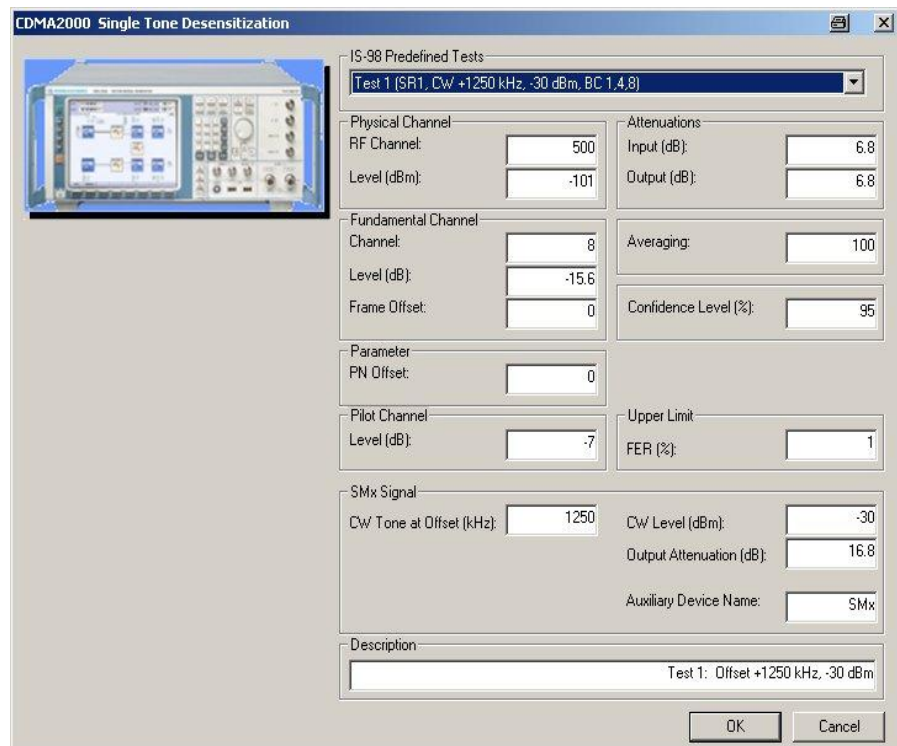 CDMA2000 Single Tone Desensitization
IS-98 Predefined Tests
Test 1 (SR1, CW +1250 kHz, -30 dBm, BC 1,4,8)
Physical Channel
RF Channel: 500
Level (dBm): -101
Attenuations
Input (dB): 6.8
Output (dB): 6.8
Fundamental Channel
Channel: 8
Level (dB): -15.6
Frame Offset: 0
Averaging: 100
Confidence Level (%): 95
Parameter
PN Offset: 0
Pilot Channel
Level (dB): -7
Upper Limit
FER (%): 1
SMx Signal
CW Tone at Offset (kHz): 1250
CW Level (dBm): -30
Output Attenuation (dB): 16.8
Auxiliary Device Name: SMx
Description
Test 1: Offset +1250 kHz, -30 dBm
OK
Cancel